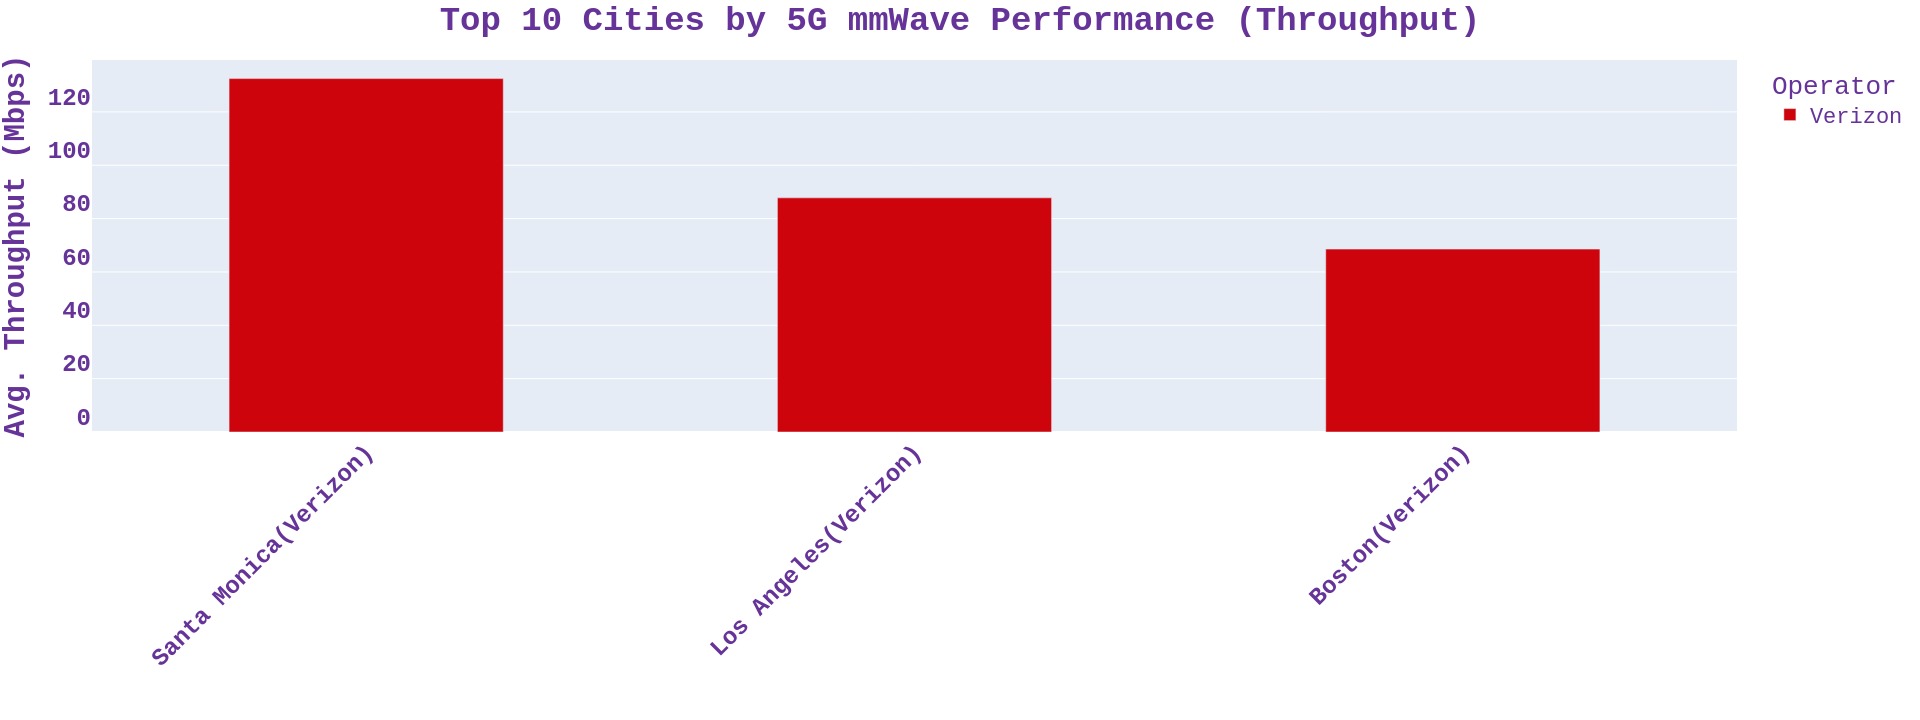 Top 10 Cities by 5G mmWave Performance (Throughput)
Avg. Throughput (Mbps)
120
100
80
60
40
20
0
Santa Monica(Verizon)
Los Angeles(Verizon)
Boston(Verizon)
Operator
Verizon